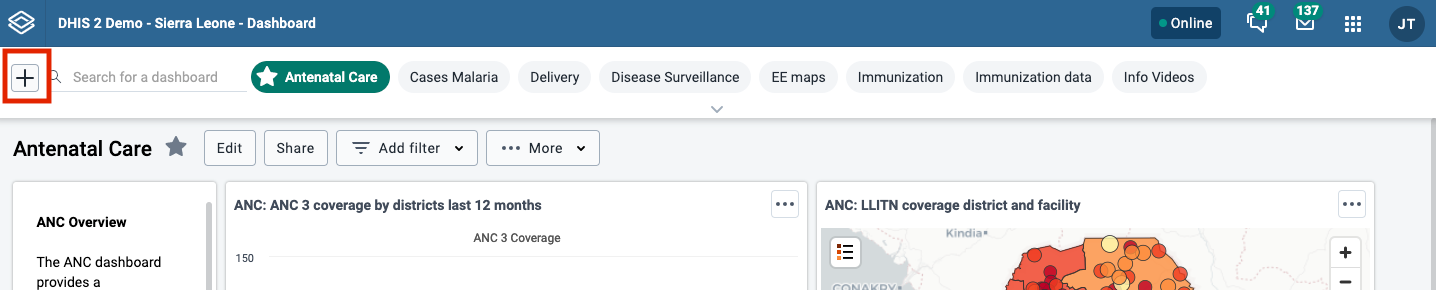 DHIS 2 Demo - Sierra Leone - Dashboard
Online
41
137
JT
Search for a dashboard
Antenatal Care
Cases Malaria
Delivery
Disease Surveillance
EE maps
Immunization
Immunization data
Info Videos
Antenatal Care
Edit
Share
Add filter
More
ANC Overview
The ANC dashboard
provides a
ANC: ANC 3 coverage by districts last 12 months
ANC 3 Coverage
150
ANC: LLITN coverage district and facility
Kindia
CONAKRY